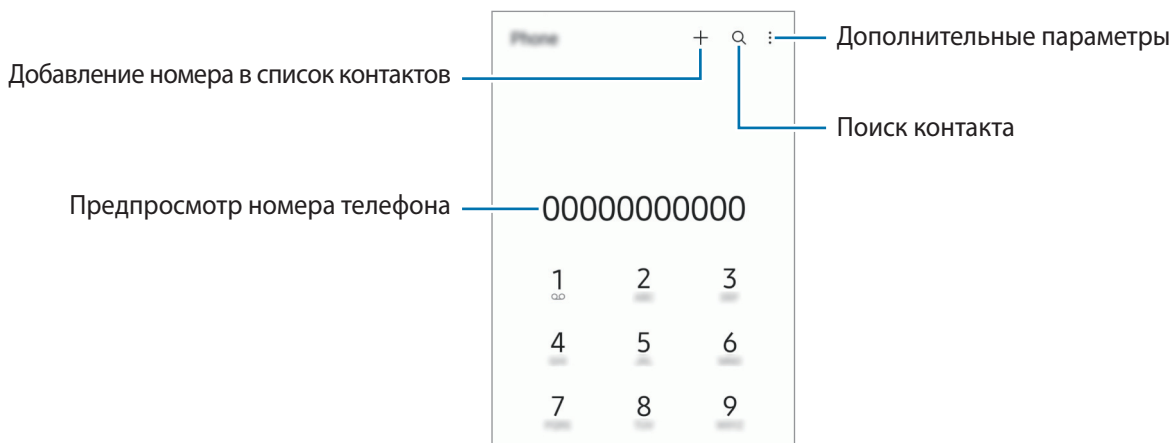 Phone
Дополнительные параметры
Добавление номера в список контактов
Поиск контакта
Предпросмотр номера телефона
00000000000
1 2 3
4 5 6
7 8 9